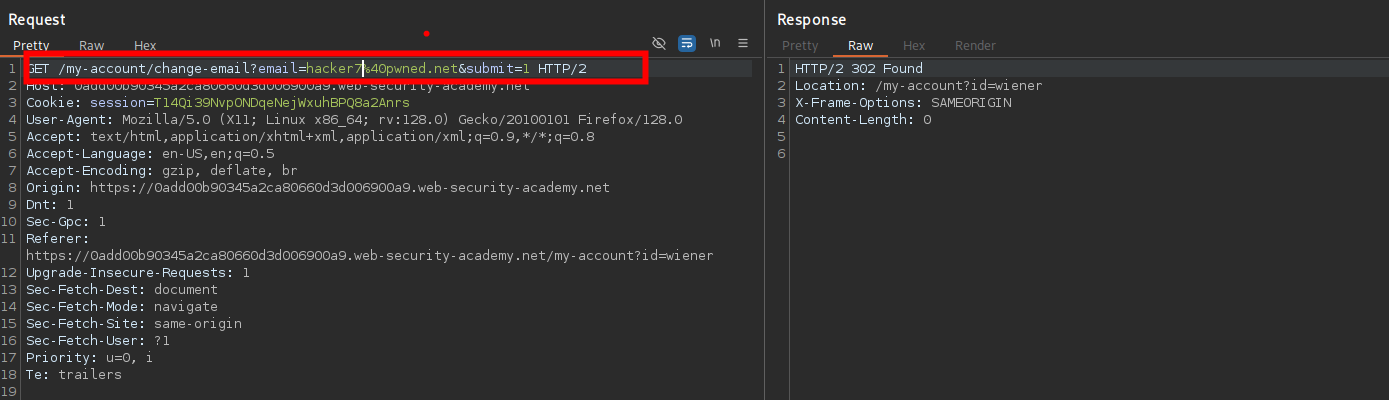 Request
Pretty Raw Hex
\n
1 GET /my-account/change-email?email=hacker7%40pwned.net&submit=1 HTTP/2
2 Host: 0add00b90345a2ca80660d3d006900a9.web-security-academy.net
3 Cookie: session=T14Qi39NvpONDqeNejWxuhBPQ8a2Anrs
4 User-Agent: Mozilla/5.0 (X11; Linux x86_64; rv:128.0) Gecko/20100101 Firefox/128.0
5 Accept: text/html,application/xhtml+xml,application/xml;q=0.9,*/*;q=0.8
6 Accept-Language: en-US,en;q=0.5
7 Accept-Encoding: gzip, deflate, br
8 Origin: https://0add00b90345a2ca80660d3d006900a9.web-security-academy.net
9 Dnt: 1
10 Sec-Gpc: 1
11 Referer:
https://0add00b90345a2ca80660d3d006900a9.web-security-academy.net/my-account?id=wiener
12 Upgrade-Insecure-Requests: 1
13 Sec-Fetch-Dest: document
14 Sec-Fetch-Mode: navigate
15 Sec-Fetch-Site: same-origin
16 Sec-Fetch-User: ?1
17 Priority: u=0, i
18 Te: trailers
19
Response
Pretty Raw Hex Render
1 HTTP/2 302 Found
2 Location: /my-account?id=wiener
3 X-Frame-Options: SAMEORIGIN
4 Content-Length: 0
5
6